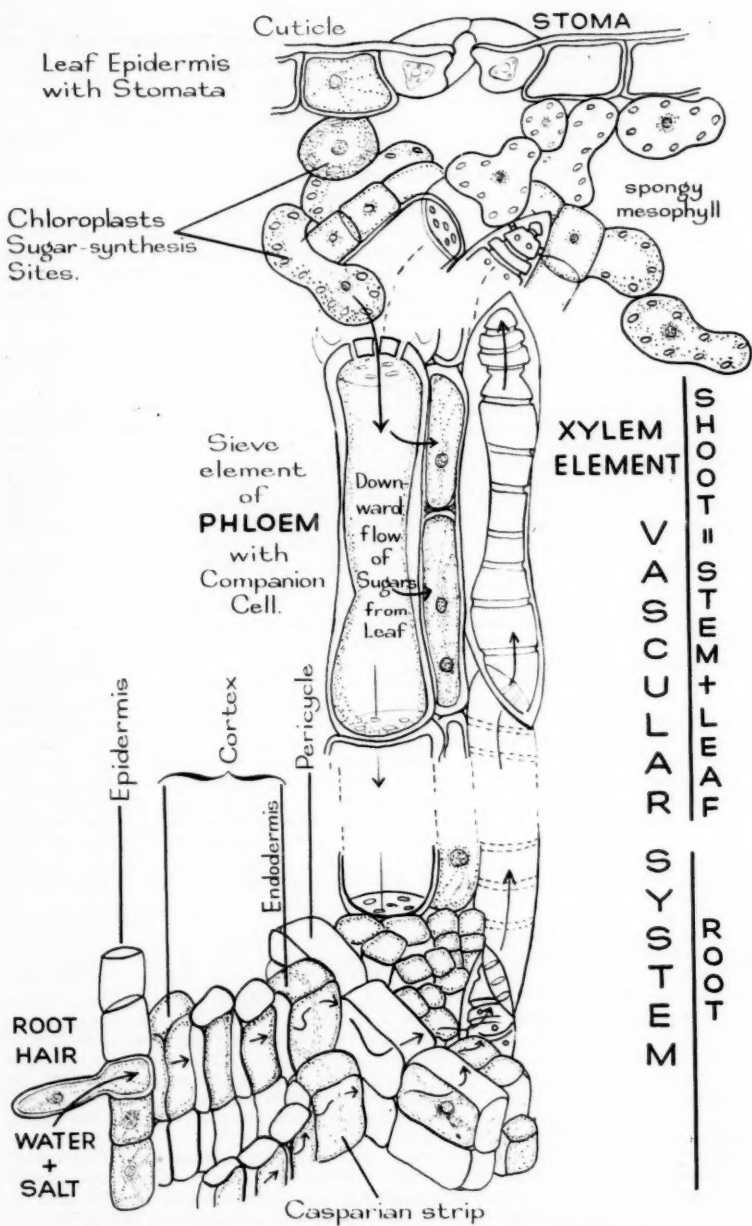 Cuticle
STOMA
Leaf Epidermis
with Stomata
Chloroplasts
Sugar-synthesis
Sites.
spongy
mesophyll
Sieve
element
of
PHLOEM
with
Companion
Cell.
Down-
ward
flow
of
Sugars
from
Leaf
XYLEM
ELEMENT
VASCULAR SYSTEM
SHOOT = STEM + LEAF
ROOT
Epidermis
Cortex
Endodermis
Pericycle
ROOT
HAIR
WATER
+
SALT
Casparian strip